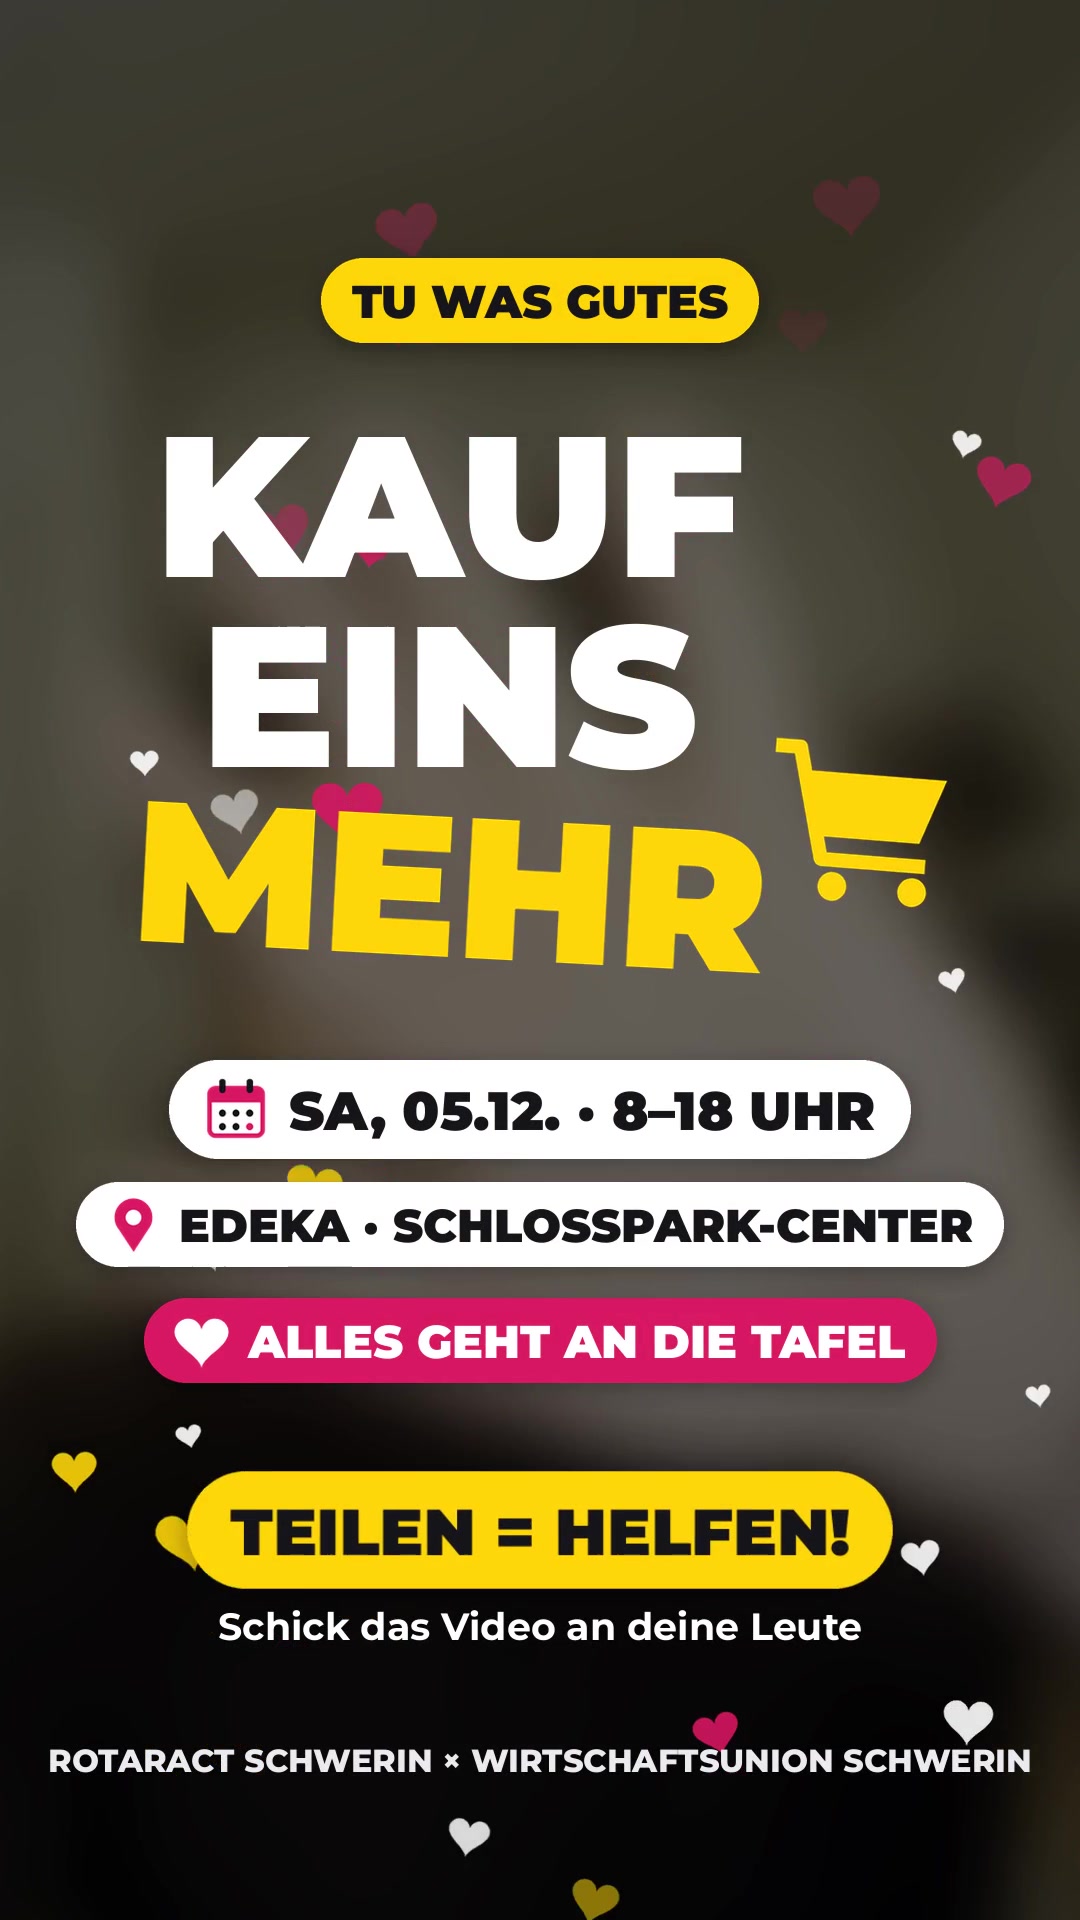 TU WAS GUTES
KAUF
EINS
MEHR
SA, 05.12. • 8–18 UHR
EDEKA • SCHLOSSPARK-CENTER
ALLES GEHT AN DIE TAFEL
TEILEN = HELFEN!
Schick das Video an deine Leute
ROTARACT SCHWERIN × WIRTSCHAFTSUNION SCHWERIN